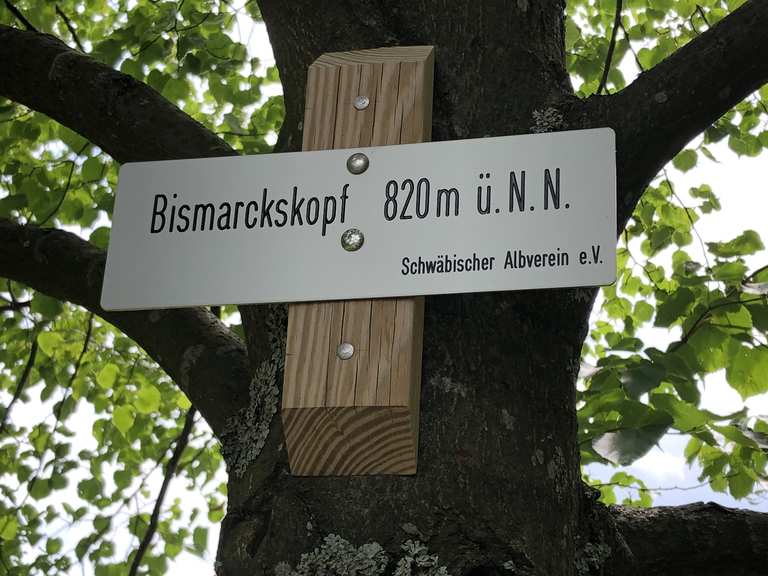 Bismarckskopf 820m ü.N.N.
Schwäbischer Albverein e.V.